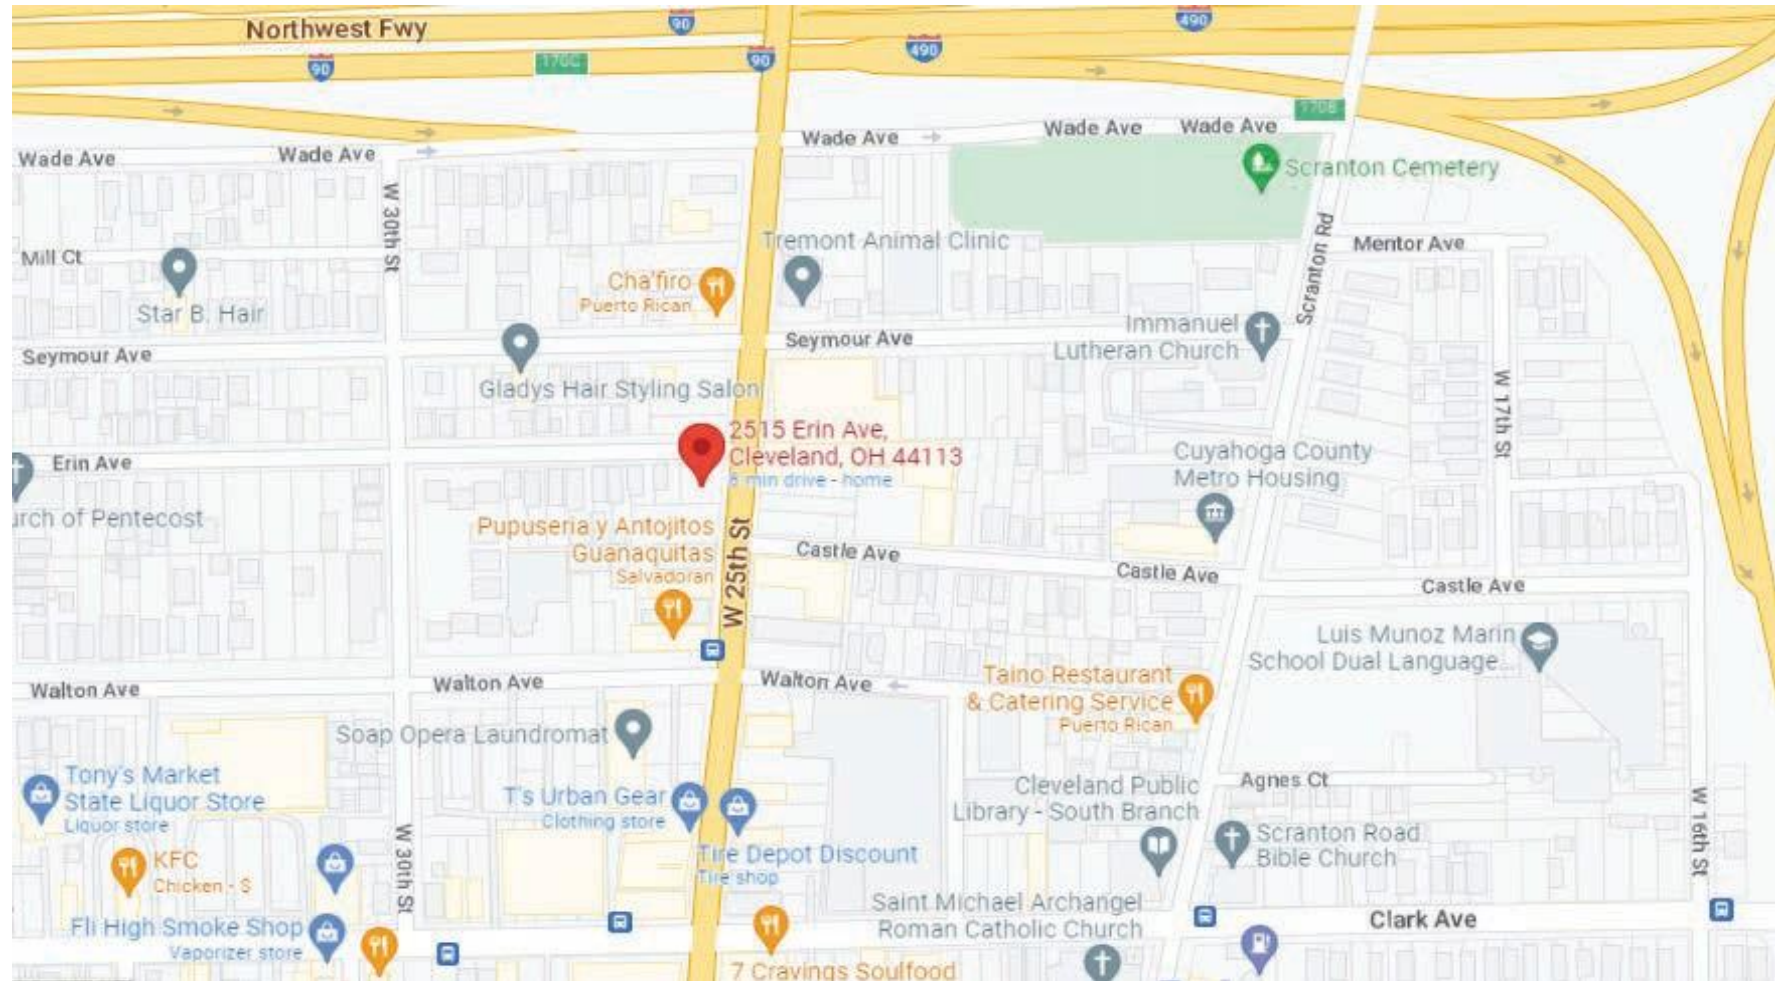 Northwest Fwy
90
490
90
170C
90
490
170B
Wade Ave
Wade Ave
Wade Ave
Wade Ave
Wade Ave
Scranton Cemetery
W 30th St
Scranton Rd
Mentor Ave
Mill Ct
Star B. Hair
Cha'firo
Puerto Rican
Tremont Animal Clinic
Immanuel
Lutheran Church
Seymour Ave
Seymour Ave
Gladys Hair Styling Salon
W 17th St
2515 Erin Ave,
Cleveland, OH 44113
6 min drive - home
Erin Ave
Cuyahoga County
Metro Housing
urch of Pentecost
Pupuseria y Antojitos
Guanaquitas
Salvadoran
W 25th St
Castle Ave
Castle Ave
Castle Ave
Luis Munoz Marin
School Dual Language...
Walton Ave
Walton Ave
Walton Ave
Taino Restaurant
& Catering Service
Puerto Rican
Soap Opera Laundromat
Tony's Market
State Liquor Store
Liquor store
T's Urban Gear
Clothing store
Cleveland Public
Library - South Branch
Agnes Ct
W 16th St
KFC
Chicken - $
W 30th St
Tire Depot Discount
Tire shop
Scranton Road
Bible Church
Fli High Smoke Shop
Vaporizer store
Saint Michael Archangel
Roman Catholic Church
Clark Ave
7 Cravings Soulfood